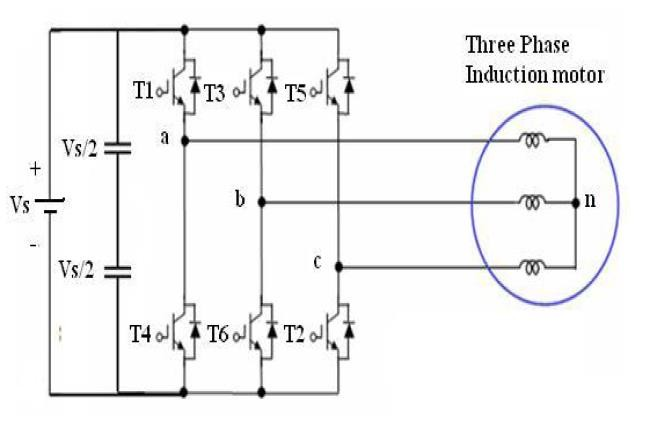 Three Phase
Induction motor
T1
T3
T5
a
Vs/2
+
b
n
Vs
-
c
Vs/2
T4
T6
T2